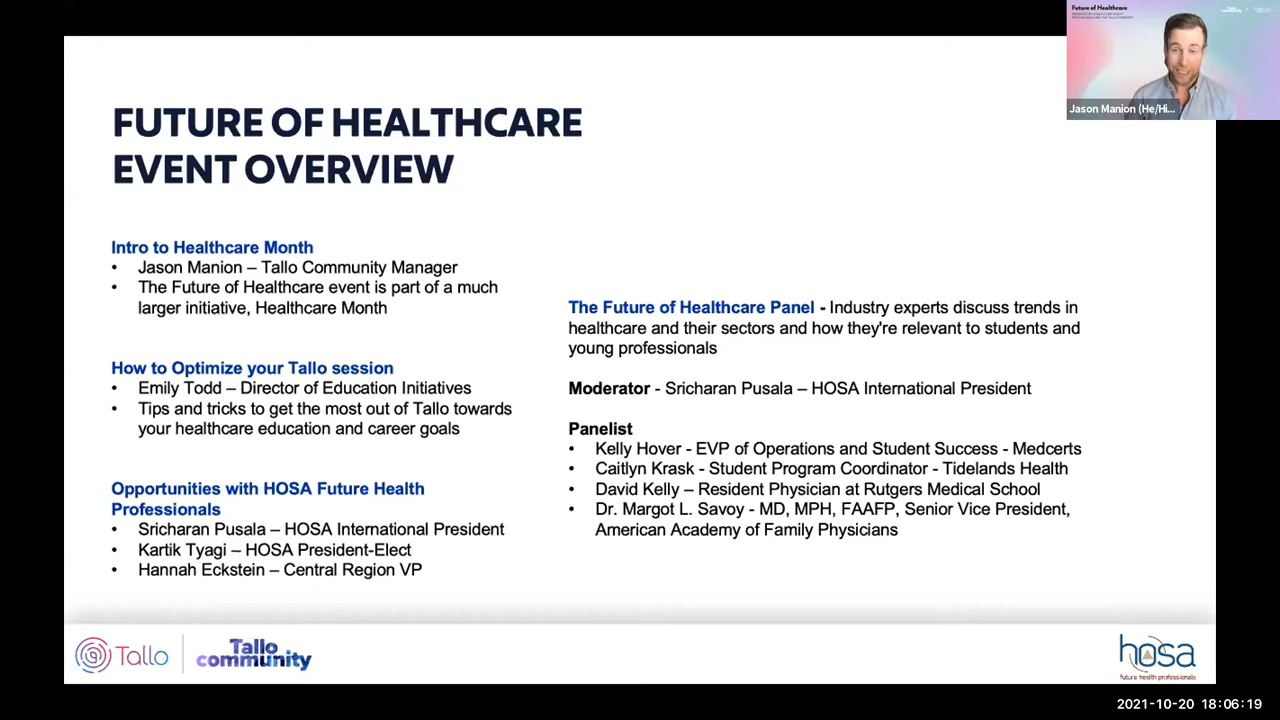 FUTURE OF HEALTHCARE
EVENT OVERVIEW
Intro to Healthcare Month
• Jason Manion – Tallo Community Manager
• The Future of Healthcare event is part of a much
larger initiative, Healthcare Month
How to Optimize your Tallo session
• Emily Todd – Director of Education Initiatives
• Tips and tricks to get the most out of Tallo towards
your healthcare education and career goals
Opportunities with HOSA Future Health
Professionals
• Sricharan Pusala – HOSA International President
• Kartik Tyagi – HOSA President-Elect
• Hannah Eckstein – Central Region VP
The Future of Healthcare Panel - Industry experts discuss trends in
healthcare and their sectors and how they're relevant to students and
young professionals
Moderator - Sricharan Pusala – HOSA International President
Panelist
• Kelly Hover - EVP of Operations and Student Success - Medcerts
• Caitlyn Krask - Student Program Coordinator - Tidelands Health
• David Kelly – Resident Physician at Rutgers Medical School
• Dr. Margot L. Savoy - MD, MPH, FAAFP, Senior Vice President,
American Academy of Family Physicians
Future of Healthcare
Jason Manion (He/Hi...
Tallo
Tallo
community
hosa
future health professionals
2021-10-20 18:06:19